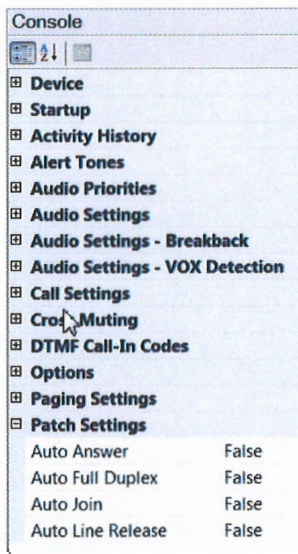 Console
Device
Startup
Activity History
Alert Tones
Audio Priorities
Audio Settings
Audio Settings - Breakback
Audio Settings - VOX Detection
Call Settings
Cross Muting
DTMF Call-In Codes
Options
Paging Settings
Patch Settings
Auto Answer False
Auto Full Duplex False
Auto Join False
Auto Line Release False